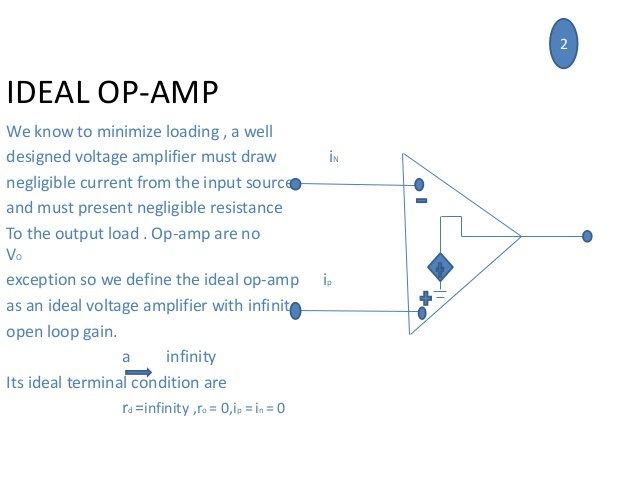 2
IDEAL OP-AMP
We know to minimize loading , a well
designed voltage amplifier must draw
iN
negligible current from the input source
and must present negligible resistance
To the output load . Op-amp are no
VO
exception so we define the ideal op-amp
ip
as an ideal voltage amplifier with infinit
open loop gain.
a infinity
Its ideal terminal condition are
rd =infinity ,ro = 0,ip = in = 0